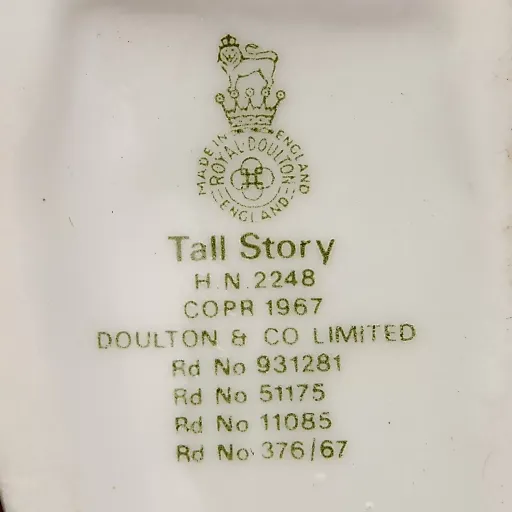 MADE IN ENGLAND
ROYAL·DOULTON
ENGLAND
Tall Story
H.N.2248
COPR 1967
DOULTON & CO LIMITED
Rd No 931281
Rd No 51175
Rd No 11085
Rd No 376/67